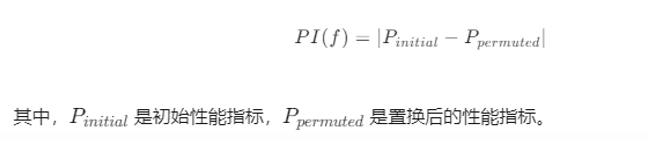 PI(f) = |P_{initial} − P_{permuted}|
其中，P_{initial} 是初始性能指标，P_{permuted} 是置换后的性能指标。